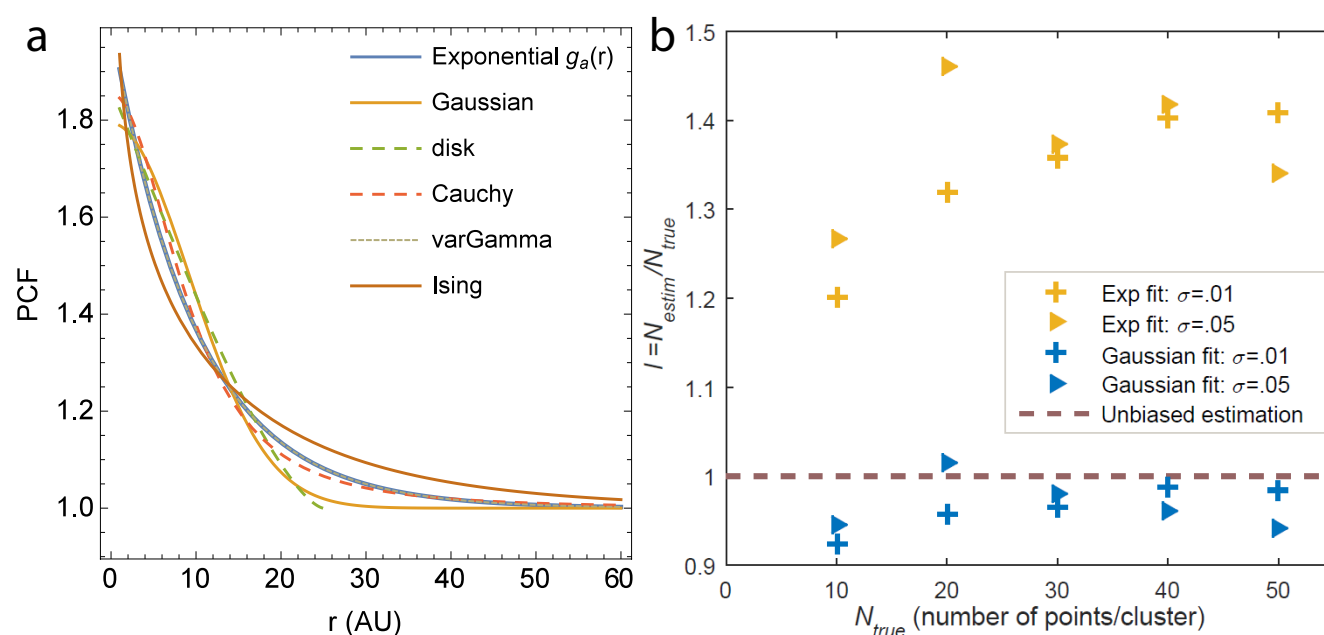 a
PCF
1.8
1.6
1.4
1.2
1.0
0
10
20
30
40
50
60
r (AU)
Exponential gₐ(r)
Gaussian
disk
Cauchy
varGamma
Ising
b
I = N_estim/N_true
1.5
1.4
1.3
1.2
1.1
1
0.9
0
10
20
30
40
50
N_true (number of points/cluster)
Exp fit: σ=.01
Exp fit: σ=.05
Gaussian fit: σ=.01
Gaussian fit: σ=.05
Unbiased estimation